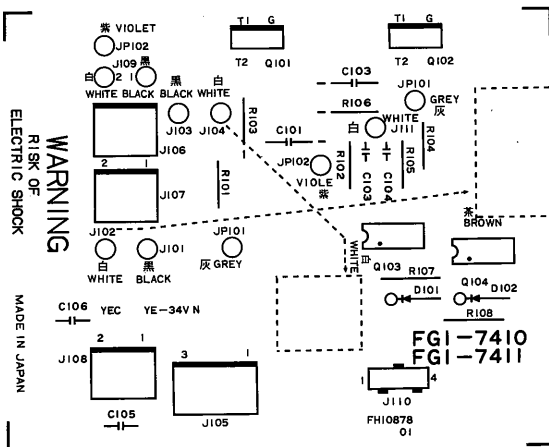 紫 VIOLET
JP102
J109
白 2 1 黒
WHITE BLACK
黒
BLACK
J103
白
WHITE
J104
T1 G
T2 Q101
T1 G
T2 Q102
C103
R106
JP101
GREY
灰
WHITE
白
J111
R104
R105
R103
C101
R102
JP102
VIOLE
紫
C103
C104
J106
2 1
J107
R101
WARNING
RISK OF
ELECTRIC SHOCK
J102
白
WHITE
J101
黒
BLACK
JP101
灰 GREY
WHITE
白
茶
BROWN
Q103
R107
D101
Q104
D102
R108
C106
YEC YE-34V N
FG1-7410
FG1-7411
MADE IN JAPAN
2 1
J108
C105
3 1
J105
1 4
J110
FH10878
01